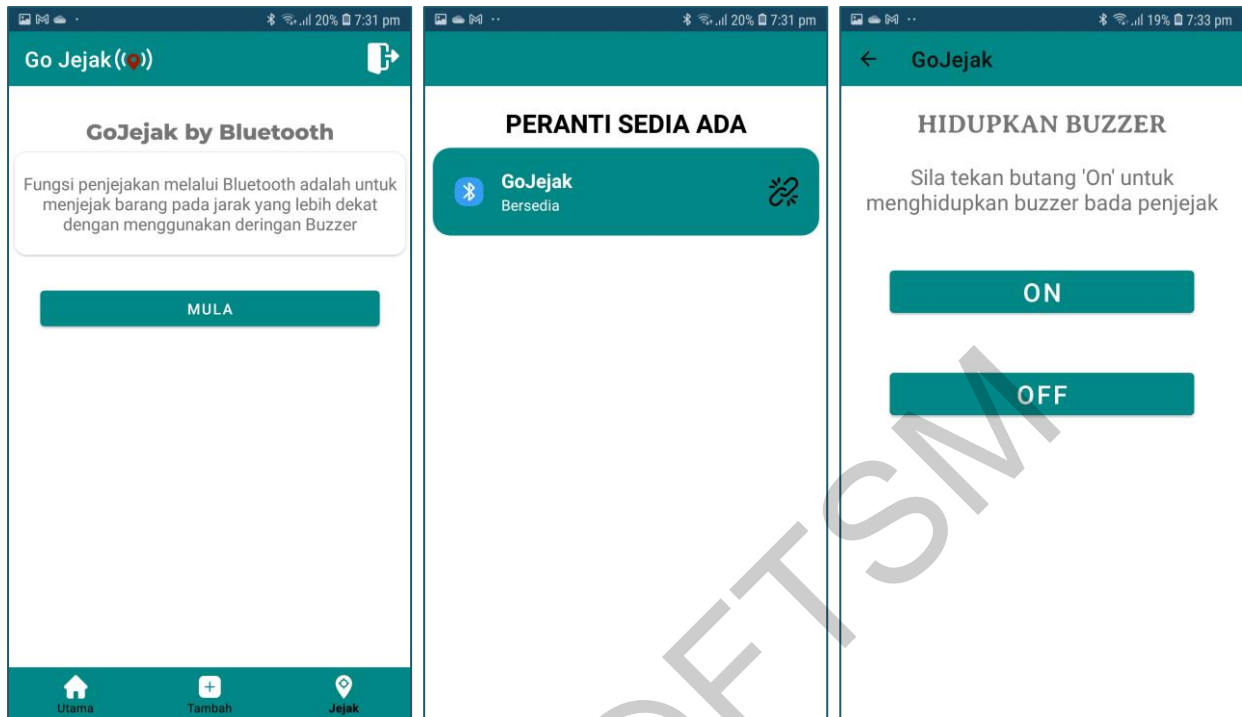 20% 7:31 pm
Go Jejak
GoJejak by Bluetooth
Fungsi penjejakan melalui Bluetooth adalah untuk
menjejak barang pada jarak yang lebih dekat
dengan menggunakan deringan Buzzer
MULA
Utama
Tambah
Jejak
20% 7:31 pm
PERANTI SEDIA ADA
GoJejak
Bersedia
19% 7:33 pm
GoJejak
HIDUPKAN BUZZER
Sila tekan butang 'On' untuk
menghidupkan buzzer bada penjejak
ON
OFF
FTSM